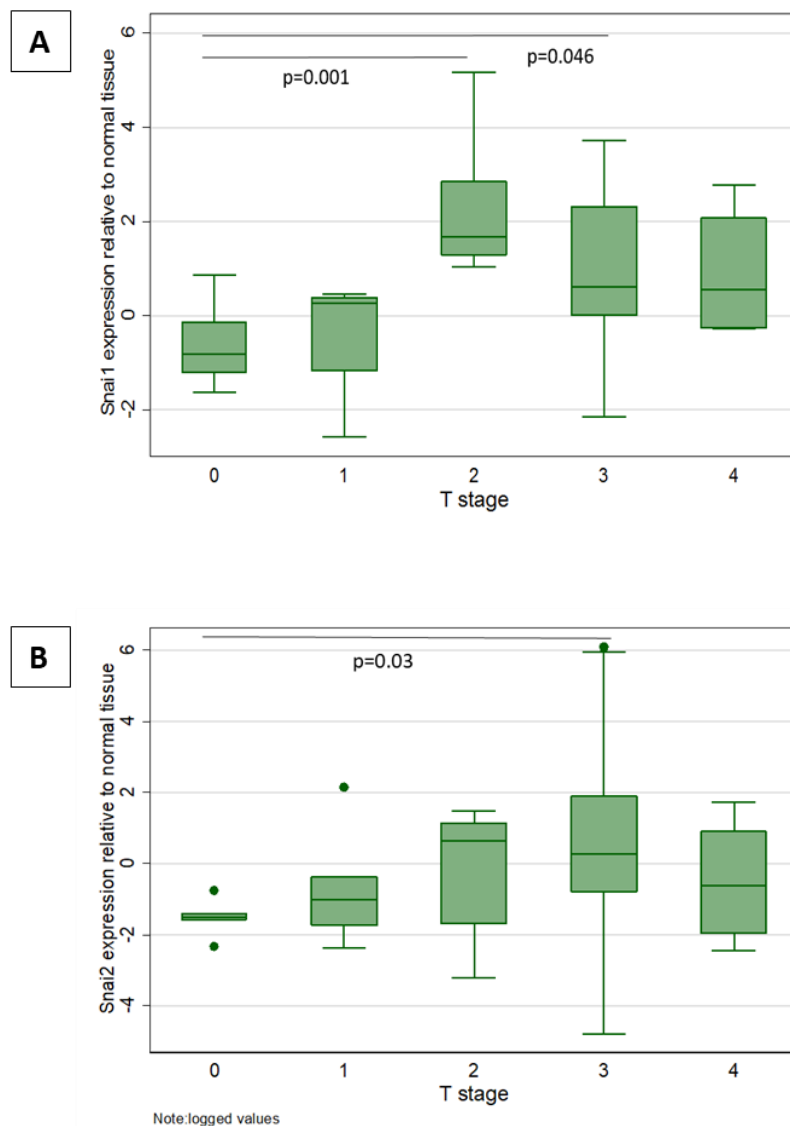 A
Snai1 expression relative to normal tissue
6
4
2
0
-2
p=0.001
p=0.046
0 1 2 3 4
T stage
B
Snai2 expression relative to normal tissue
6
4
2
0
-2
-4
p=0.03
0 1 2 3 4
T stage
Note:logged values